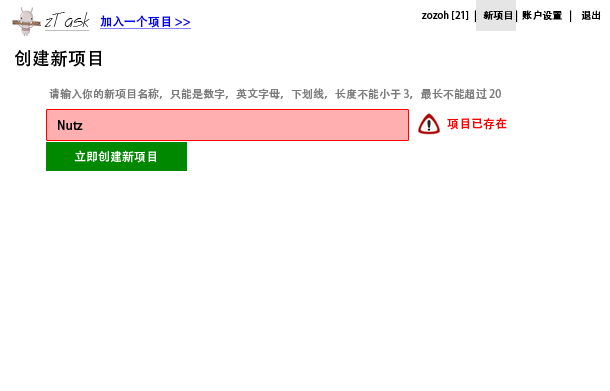 zTask 加入一个项目 >> zozoh [21] | 新项目 | 账户设置 | 退出
创建新项目
请输入你的新项目名称，只能是数字，英文字母，下划线，长度不能小于 3，最长不能超过 20
Nutz 项目已存在
立即创建新项目